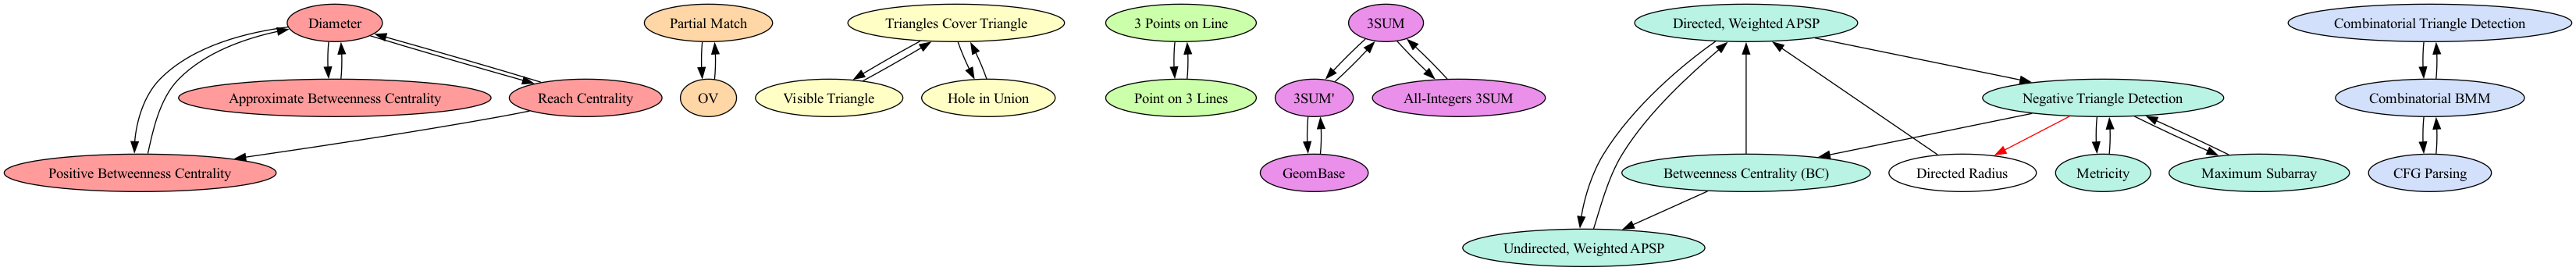 Diameter
Partial Match
Triangles Cover Triangle
3 Points on Line
3SUM
Directed, Weighted APSP
Combinatorial Triangle Detection
Approximate Betweenness Centrality
Reach Centrality
OV
Visible Triangle
Hole in Union
Point on 3 Lines
3SUM'
All-Integers 3SUM
Negative Triangle Detection
Combinatorial BMM
Positive Betweenness Centrality
GeomBase
Betweenness Centrality (BC)
Directed Radius
Metricity
Maximum Subarray
CFG Parsing
Undirected, Weighted APSP